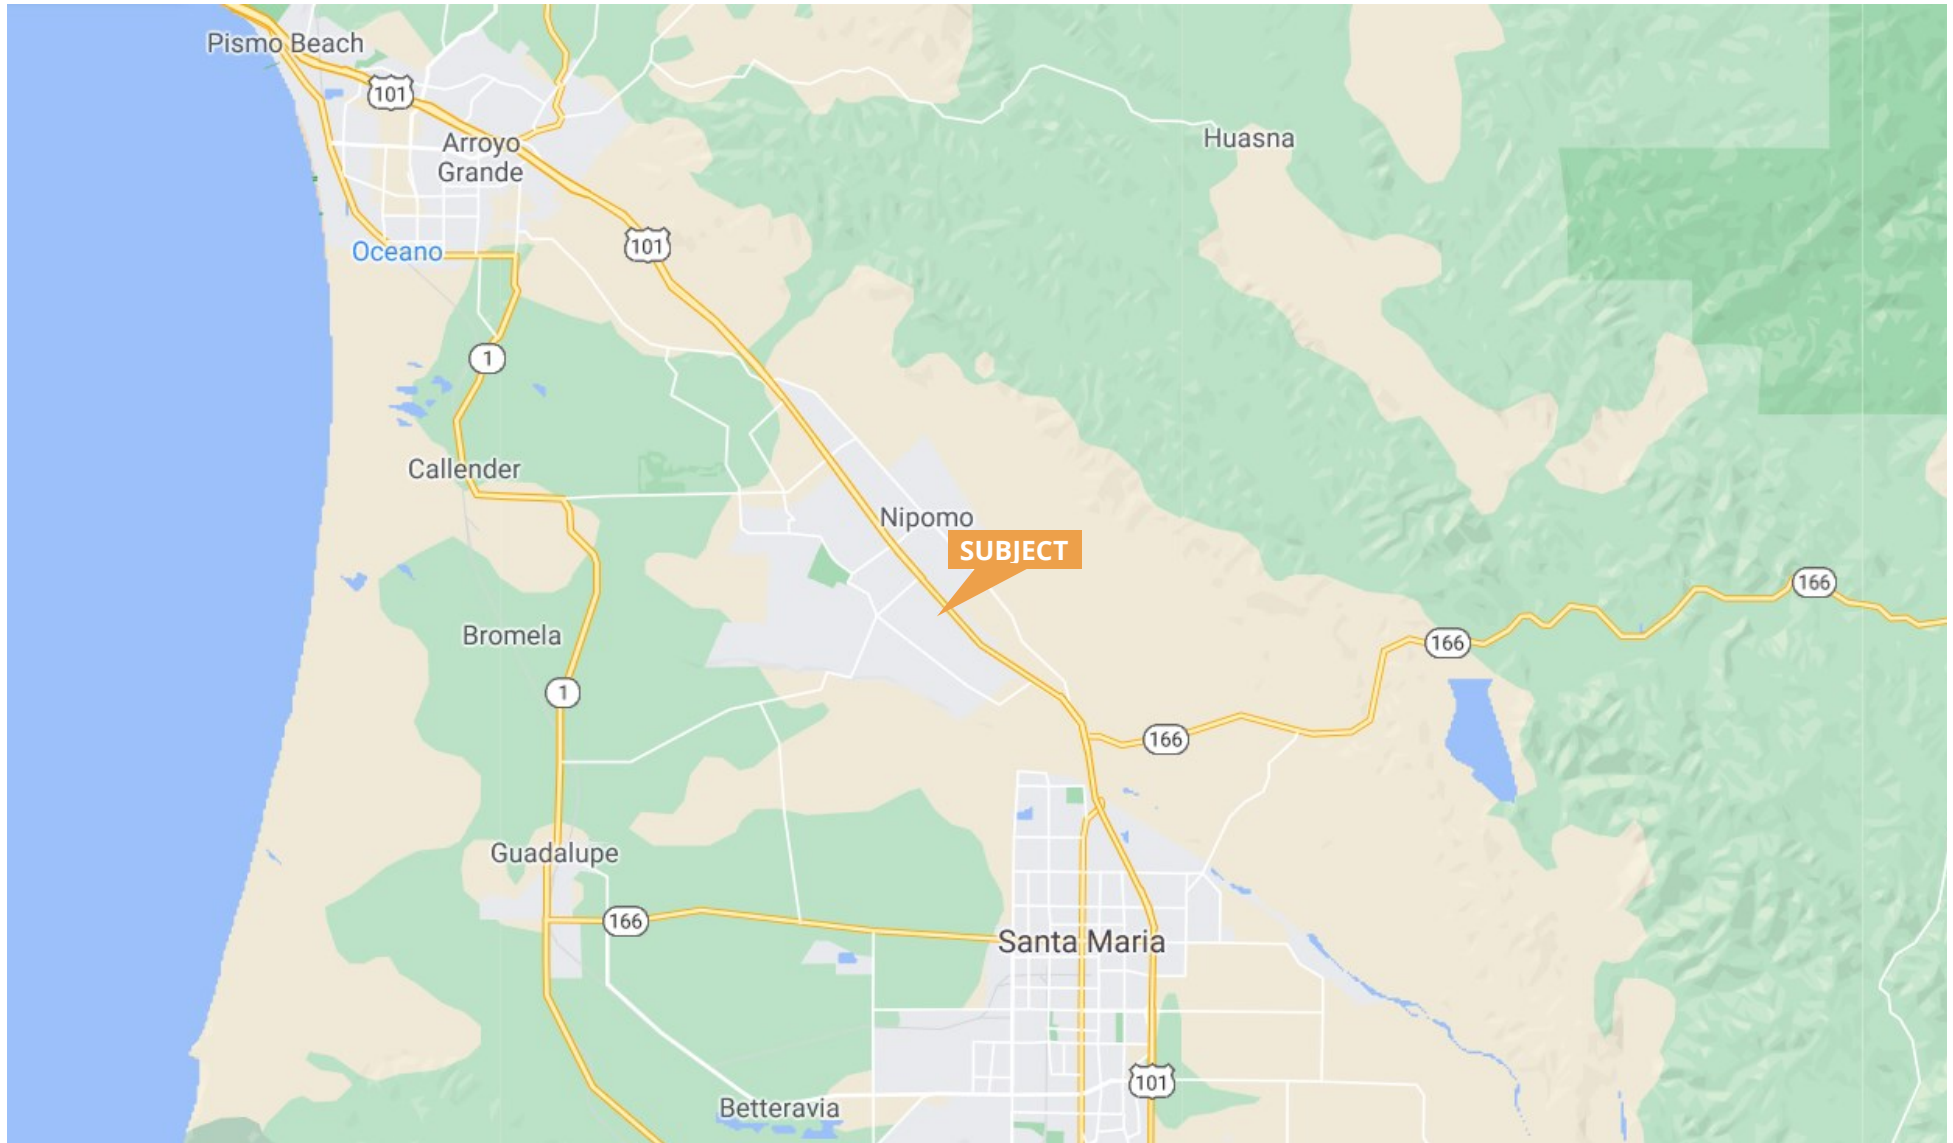 Pismo Beach
101
Arroyo
Grande
Huasna
101
Oceano
1
Callender
Nipomo
SUBJECT
166
166
Bromela
1
166
Guadalupe
166
Santa Maria
101
Betteravia